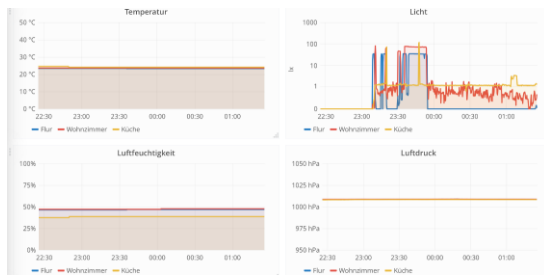 Temperatur
50 °C
40 °C
30 °C
20 °C
10 °C
0 °C
22:30 23:00 23:30 00:00 00:30 01:00
Flur Wohnzimmer Küche
Licht
1000
100
10
1
0
lx
22:30 23:00 23:30 00:00 00:30 01:00
Flur Wohnzimmer Küche
Luftfeuchtigkeit
100%
75%
50%
25%
0%
22:30 23:00 23:30 00:00 00:30 01:00
Flur Wohnzimmer Küche
Luftdruck
1050 hPa
1025 hPa
1000 hPa
975 hPa
950 hPa
22:30 23:00 23:30 00:00 00:30 01:00
Flur Wohnzimmer Küche